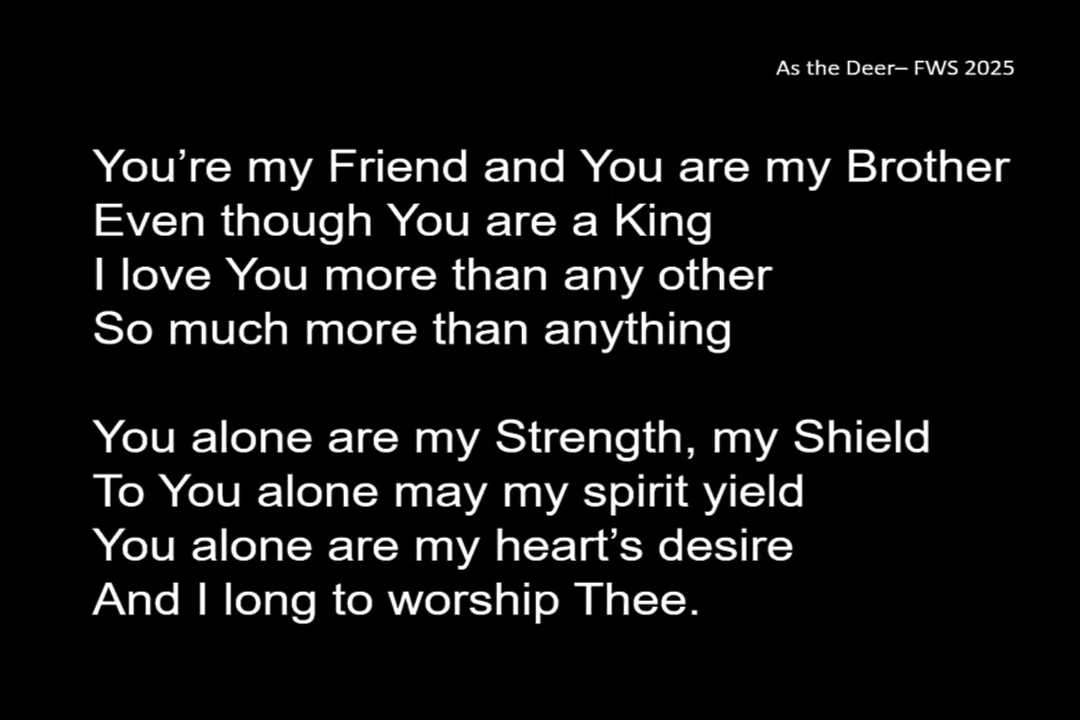 As the Deer– FWS 2025
You’re my Friend and You are my Brother
Even though You are a King
I love You more than any other
So much more than anything
You alone are my Strength, my Shield
To You alone may my spirit yield
You alone are my heart’s desire
And I long to worship Thee.